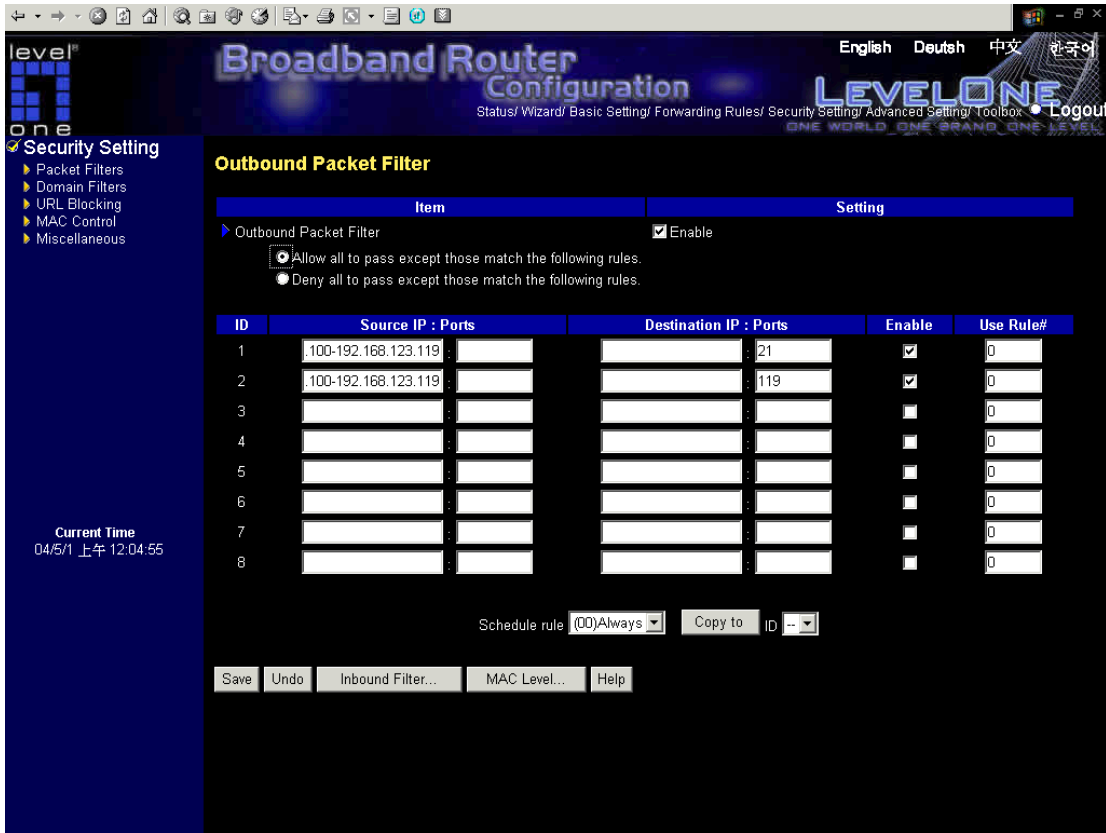 level®
one
Broadband Router
Configuration
English Deutsh 中文 한국어
LEVELONE
Status/ Wizard/ Basic Setting/ Forwarding Rules/ Security Setting/ Advanced Setting/ Toolbox Logout
ONE WORLD ONE BRAND ONE LEVEL
Security Setting
Packet Filters
Domain Filters
URL Blocking
MAC Control
Miscellaneous
Current Time
04/5/1 上午 12:04:55
Outbound Packet Filter
Item Setting
Outbound Packet Filter Enable
Allow all to pass except those match the following rules.
Deny all to pass except those match the following rules.
ID Source IP : Ports Destination IP : Ports Enable Use Rule#
1 .100-192.168.123.119 : : 21 0
2 .100-192.168.123.119 : : 119 0
3 : : 0
4 : : 0
5 : : 0
6 : : 0
7 : : 0
8 : : 0
Schedule rule (00)Always Copy to ID --
Save Undo Inbound Filter... MAC Level... Help